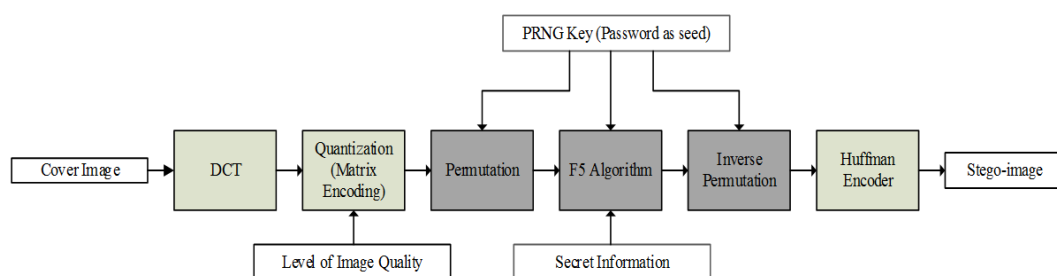 PRNG Key (Password as seed)
Cover Image
DCT
Quantization
(Matrix
Encoding)
Permutation
F5 Algorithm
Inverse
Permutation
Huffman
Encoder
Stego-image
Level of Image Quality
Secret Information